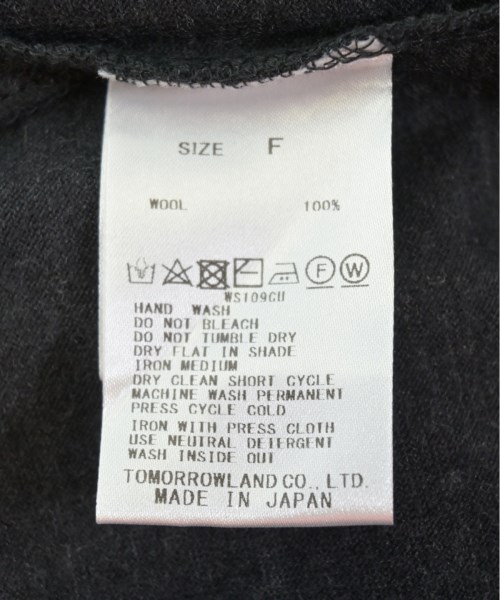 SIZE F
WOOL 100%
F W
WS109GU
HAND WASH
DO NOT BLEACH
DO NOT TUMBLE DRY
DRY FLAT IN SHADE
IRON MEDIUM
DRY CLEAN SHORT CYCLE
MACHINE WASH PERMANENT
PRESS CYCLE COLD
IRON WITH PRESS CLOTH
USE NEUTRAL DETERGENT
WASH INSIDE OUT
TOMORROWLAND CO., LTD.
MADE IN JAPAN